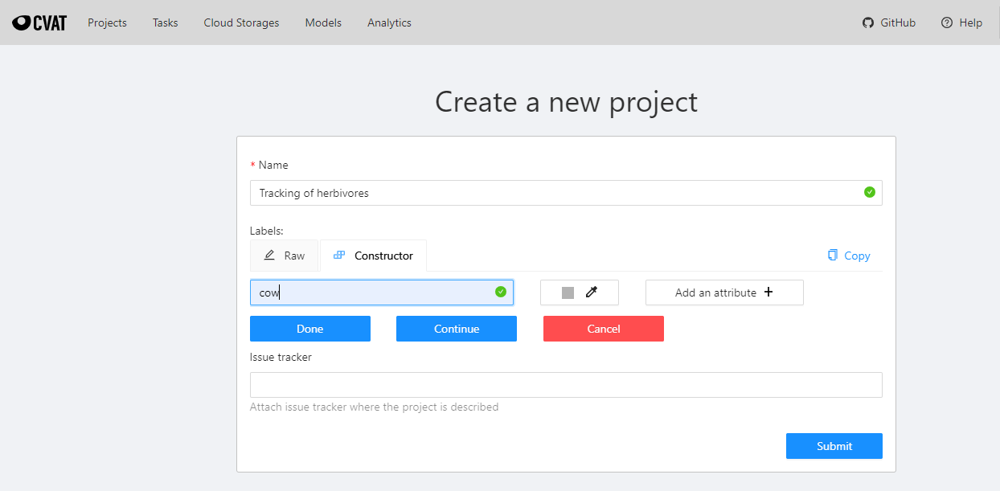 CVAT Projects Tasks Cloud Storages Models Analytics GitHub Help
Create a new project
* Name
Tracking of herbivores
Labels:
Raw Constructor Copy
cow Add an attribute +
Done Continue Cancel
Issue tracker
Attach issue tracker where the project is described
Submit